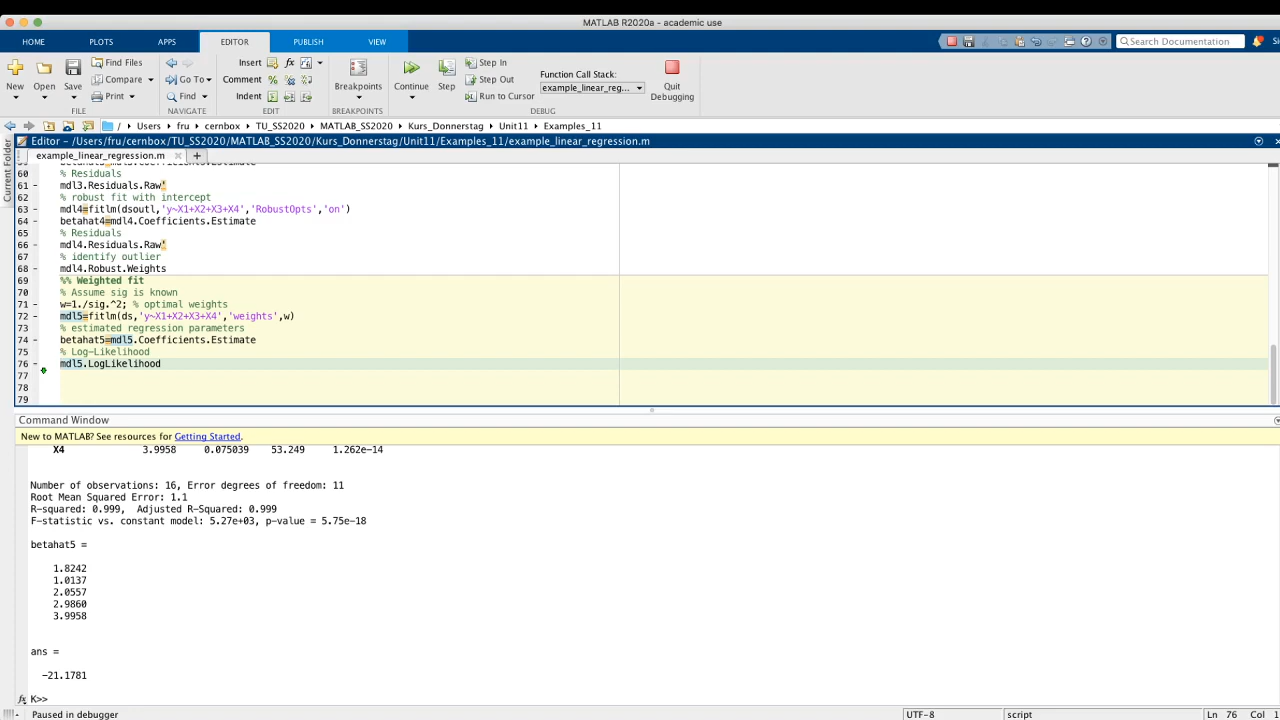 MATLAB R2020a - academic use
HOME PLOTS APPS EDITOR PUBLISH VIEW Search Documentation Si
New Open Save Find Files Compare Print Go To Find Insert fx Comment % Indent Breakpoints Continue Step Step In Step Out Run to Cursor Function Call Stack: example_linear_reg... Quit Debugging
FILE NAVIGATE EDIT BREAKPOINTS DEBUG
/ Users fru cernbox TU_SS2020 MATLAB_SS2020 Kurs_Donnerstag Unit11 Examples_11
Current Folder
Editor - /Users/fru/cernbox/TU_SS2020/MATLAB_SS2020/Kurs_Donnerstag/Unit11/Examples_11/example_linear_regression.m
example_linear_regression.m × +
60 % Residuals
61 - mdl3.Residuals.Raw'
62 % robust fit with intercept
63 - mdl4=fitlm(dsoutl,'y~X1+X2+X3+X4','RobustOpts','on')
64 - betahat4=mdl4.Coefficients.Estimate
65 % Residuals
66 - mdl4.Residuals.Raw'
67 % identify outlier
68 - mdl4.Robust.Weights
69 %% Weighted fit
70 % Assume sig is known
71 - w=1./sig.^2; % optimal weights
72 - mdl5=fitlm(ds,'y~X1+X2+X3+X4','weights',w)
73 % estimated regression parameters
74 - betahat5=mdl5.Coefficients.Estimate
75 % Log-Likelihood
76 - mdl5.LogLikelihood
77
78
79
Command Window
New to MATLAB? See resources for Getting Started.
X4 3.9958 0.075039 53.249 1.262e-14
Number of observations: 16, Error degrees of freedom: 11
Root Mean Squared Error: 1.1
R-squared: 0.999, Adjusted R-Squared: 0.999
F-statistic vs. constant model: 5.27e+03, p-value = 5.75e-18
betahat5 =
1.8242
1.0137
2.0557
2.9860
3.9958
ans =
-21.1781
fx K>>
Paused in debugger UTF-8 script Ln 76 Col 1